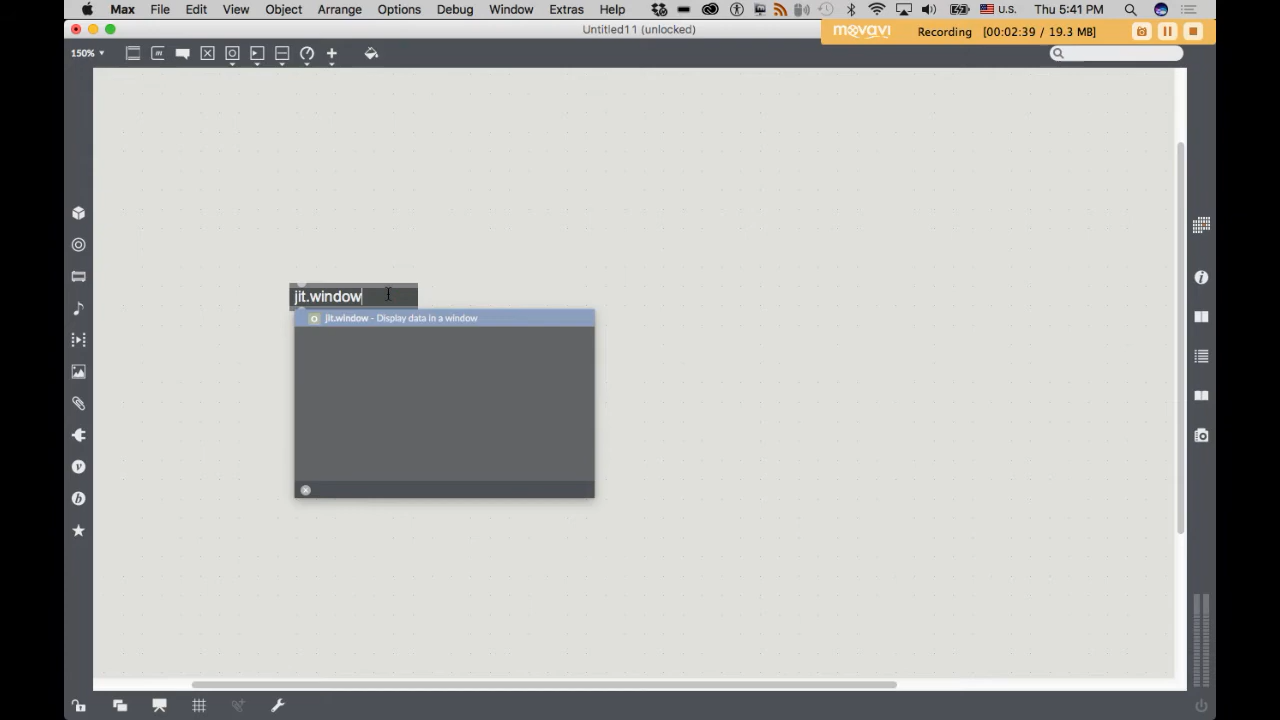 Max File Edit View Object Arrange Options Debug Window Extras Help U.S. Thu 5:41 PM
Untitled11 (unlocked)
movavi Recording [00:02:39 / 19.3 MB]
150%
jit.window
jit.window - Display data in a window